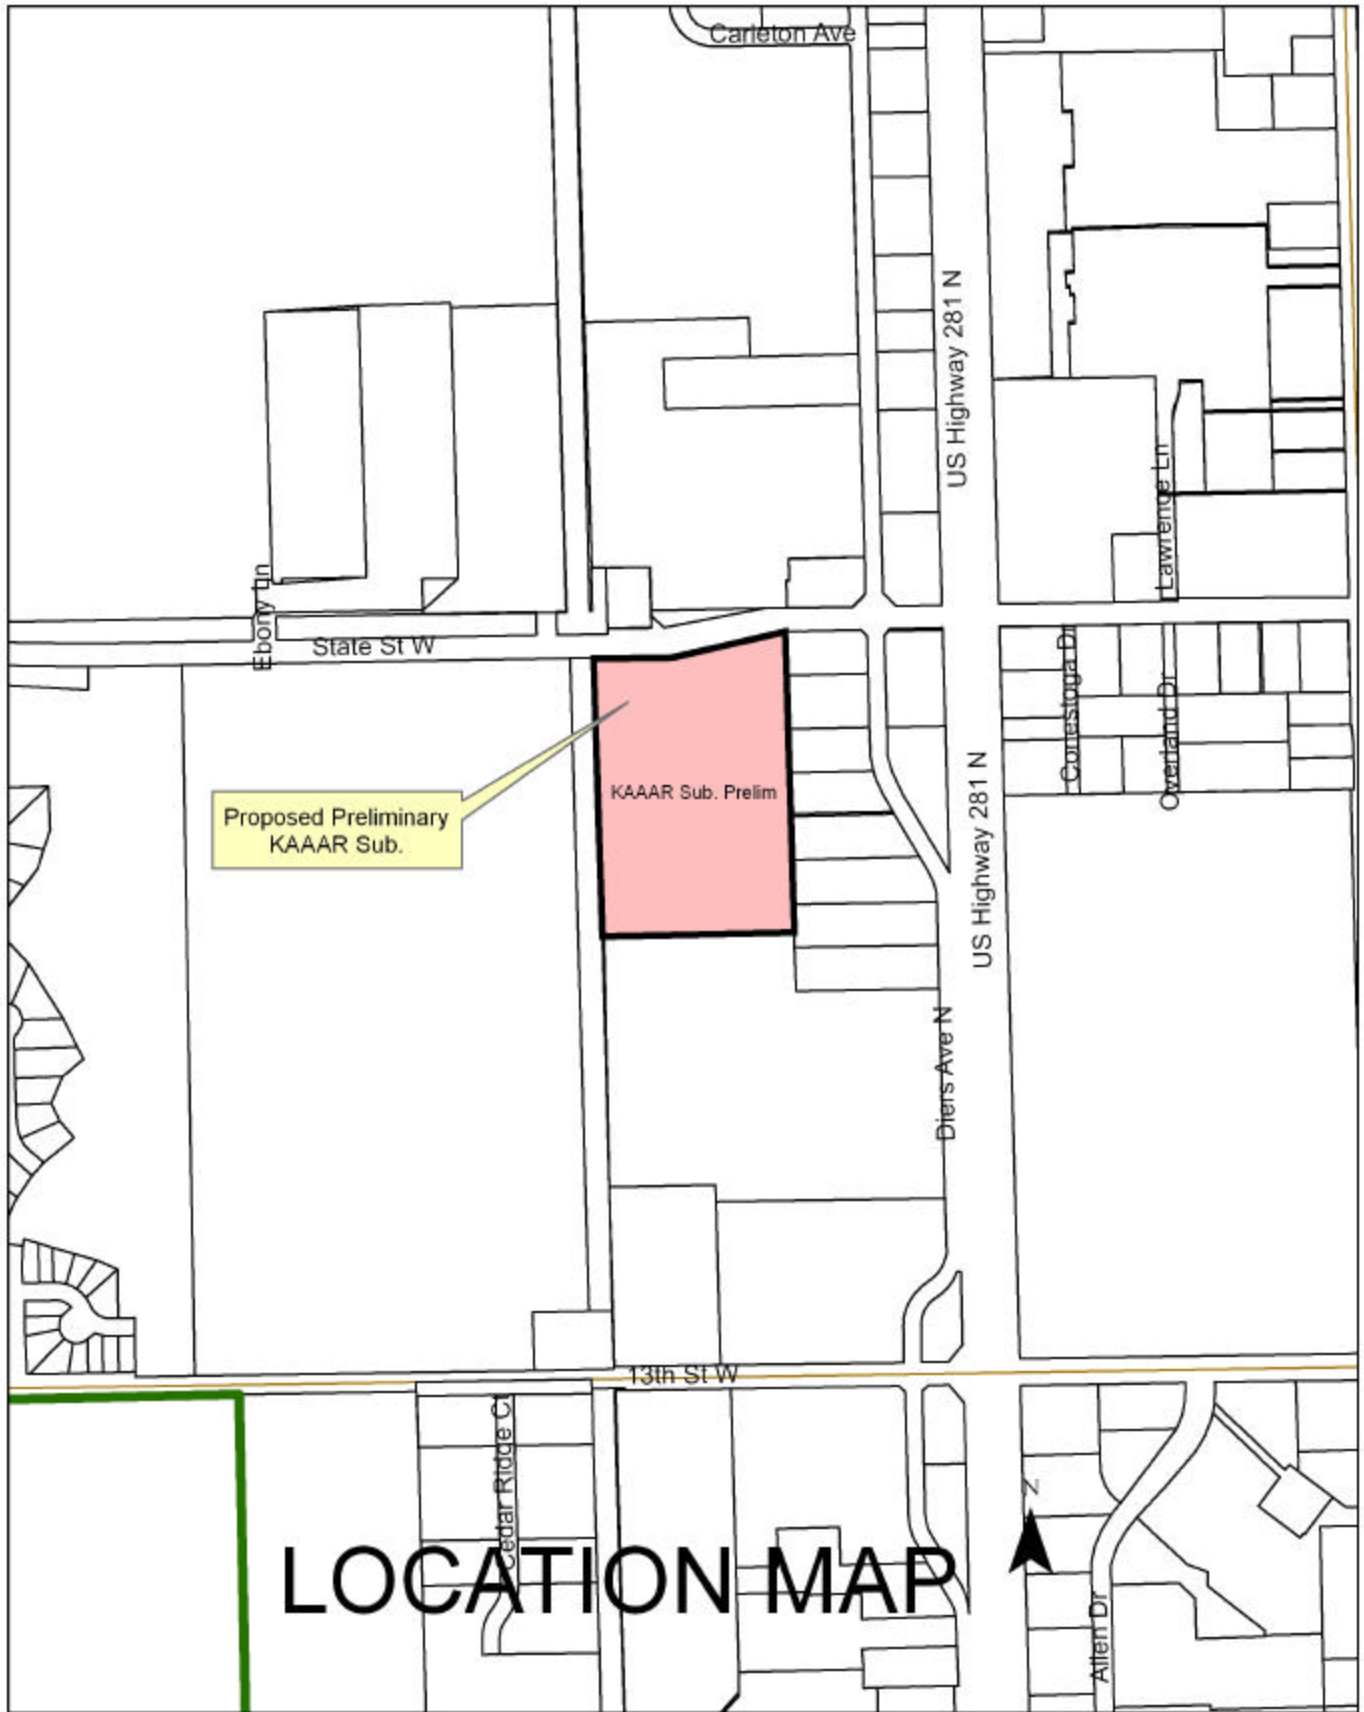 Carleton Ave
US Highway 281 N
Lawrence Ln
Ebony Ln
State St W
Conestoga Dr
Overland Dr
KAAAR Sub. Prelim
Proposed Preliminary
KAAAR Sub.
US Highway 281 N
Diers Ave N
13th St W
Cedar Ridge Ct
N
LOCATION MAP
Allen Dr